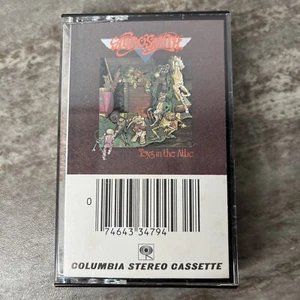 AEROSMITH
Toys in the Attic
0
74643 34794
COLUMBIA STEREO CASSETTE